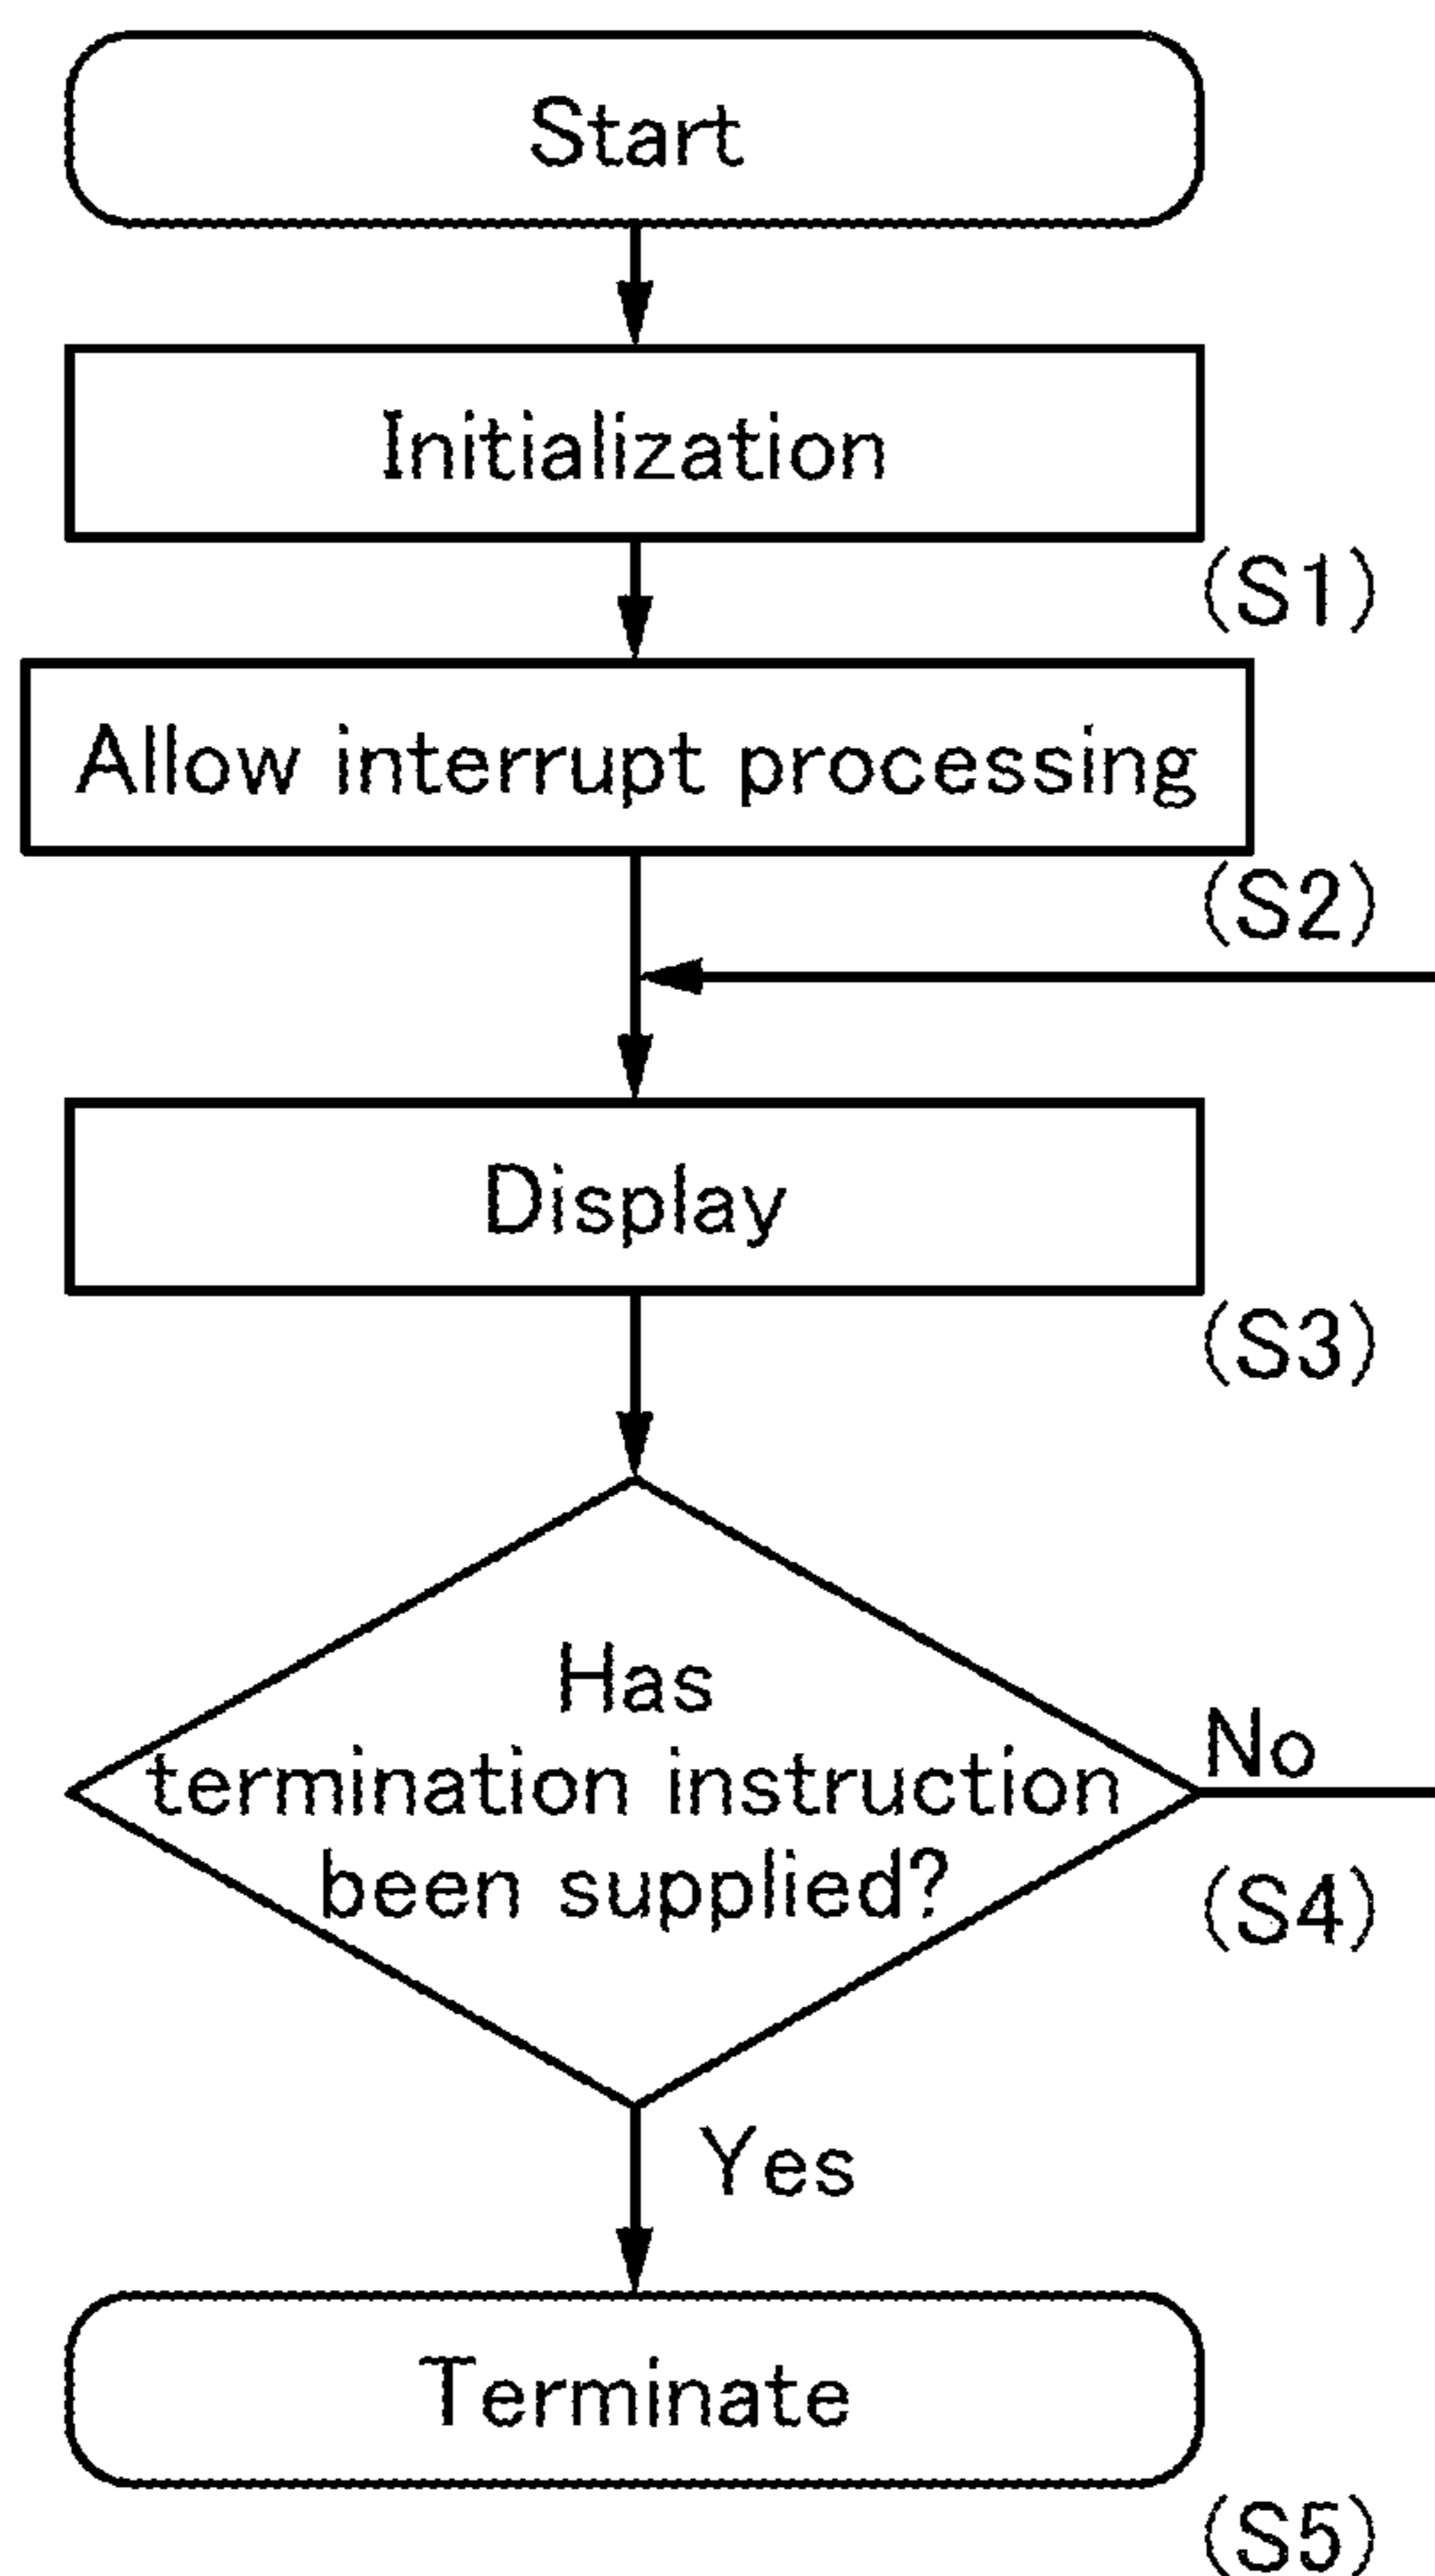 Start
Initialization
(S1)
Allow interrupt processing
(S2)
Display
(S3)
Has
termination instruction
been supplied?
No
(S4)
Yes
Terminate
(S5)